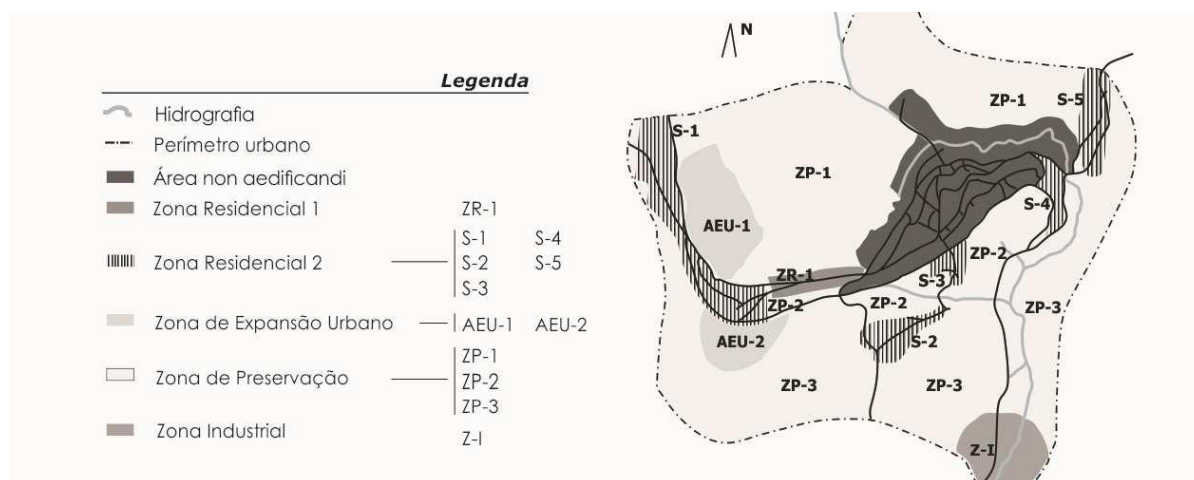 Legenda
Hidrografia
Perímetro urbano
Área non aedificandi
Zona Residencial 1 ZR-1
S-1 S-4
Zona Residencial 2 S-2 S-5
S-3
Zona de Expansão Urbano AEU-1 AEU-2
ZP-1
Zona de Preservação ZP-2
ZP-3
Zona Industrial Z-I
N
ZP-1 S-5
S-1
ZP-1
S-4
AEU-1
ZP-2
ZR-1 S-3
ZP-2 ZP-2 ZP-3
AEU-2 S-2
ZP-3 ZP-3
Z-I